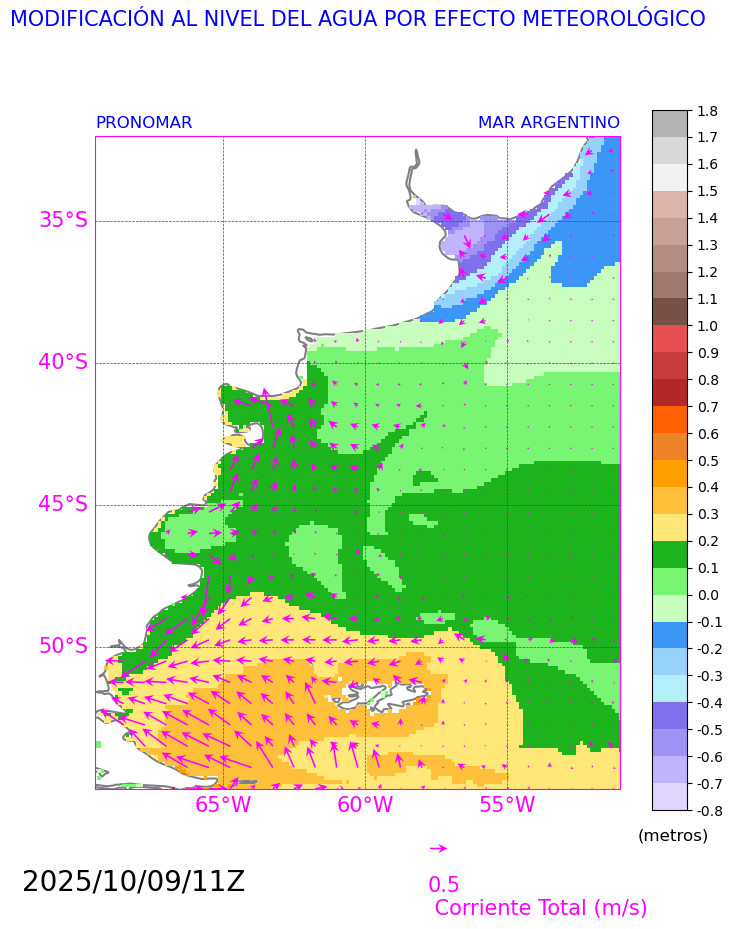 MODIFICACIÓN AL NIVEL DEL AGUA POR EFECTO METEOROLÓGICO
PRONOMAR MAR ARGENTINO
35°S
40°S
45°S
50°S
65°W 60°W 55°W
1.8
1.7
1.6
1.5
1.4
1.3
1.2
1.1
1.0
0.9
0.8
0.7
0.6
0.5
0.4
0.3
0.2
0.1
0.0
-0.1
-0.2
-0.3
-0.4
-0.5
-0.6
-0.7
-0.8
(metros)
2025/10/09/11Z
0.5
Corriente Total (m/s)